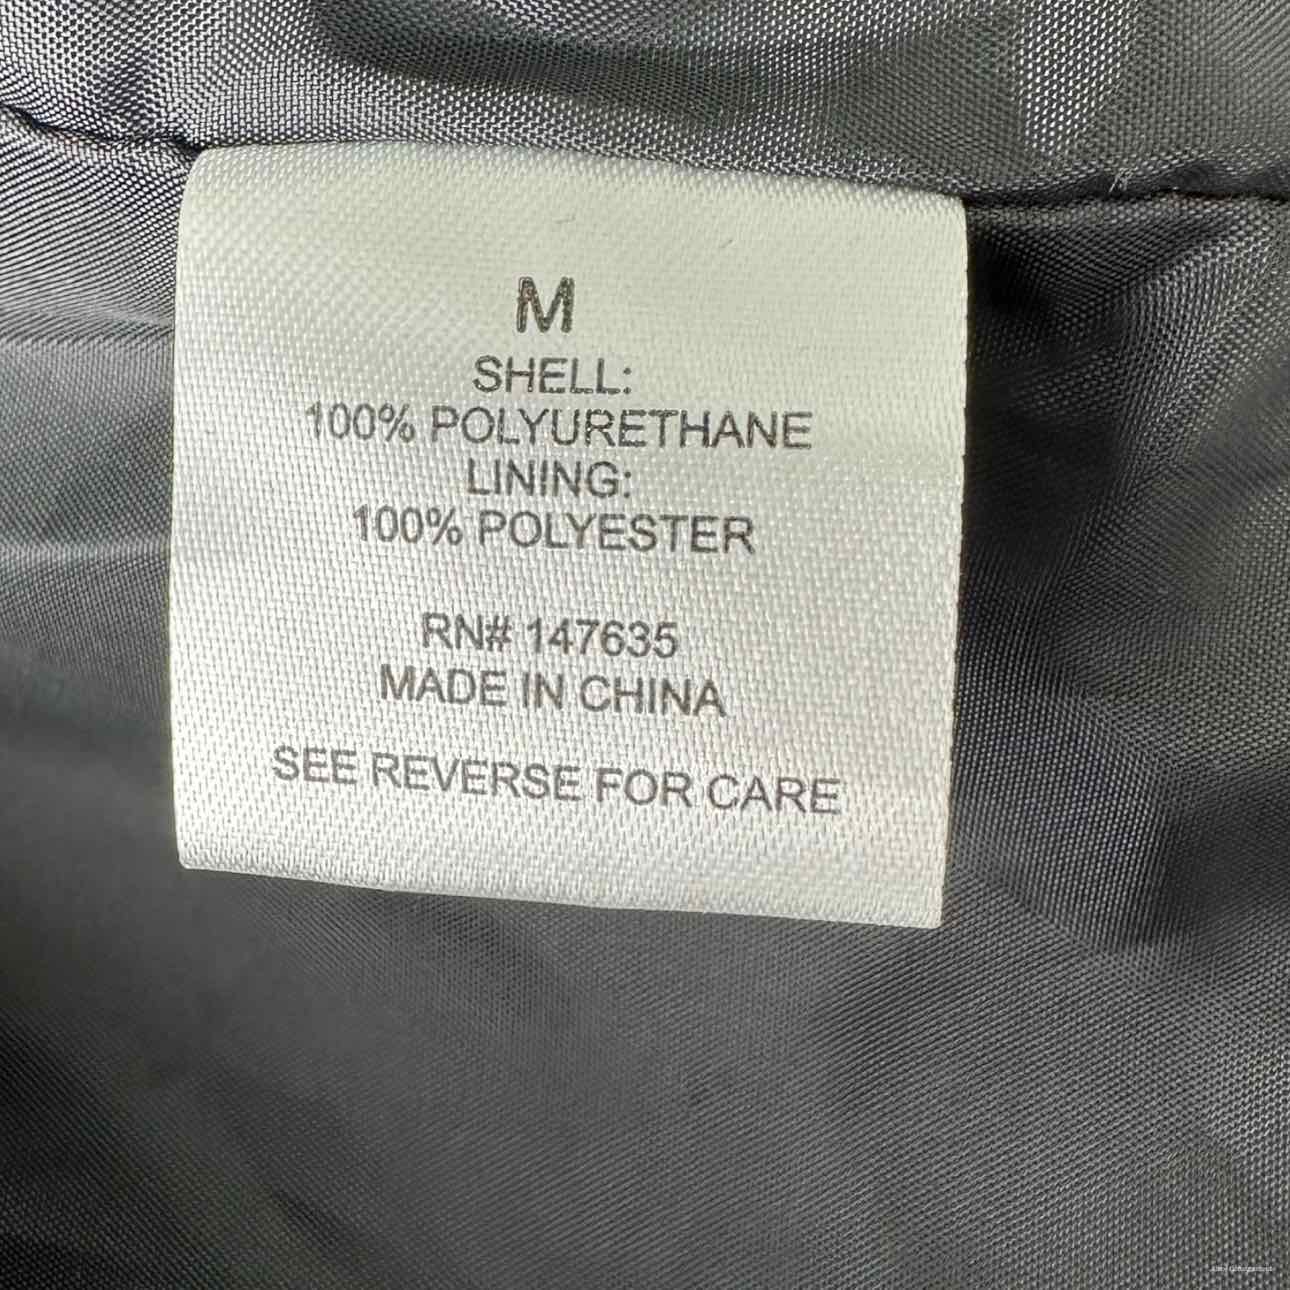 M
SHELL:
100% POLYURETHANE
LINING:
100% POLYESTER
RN# 147635
MADE IN CHINA
SEE REVERSE FOR CARE